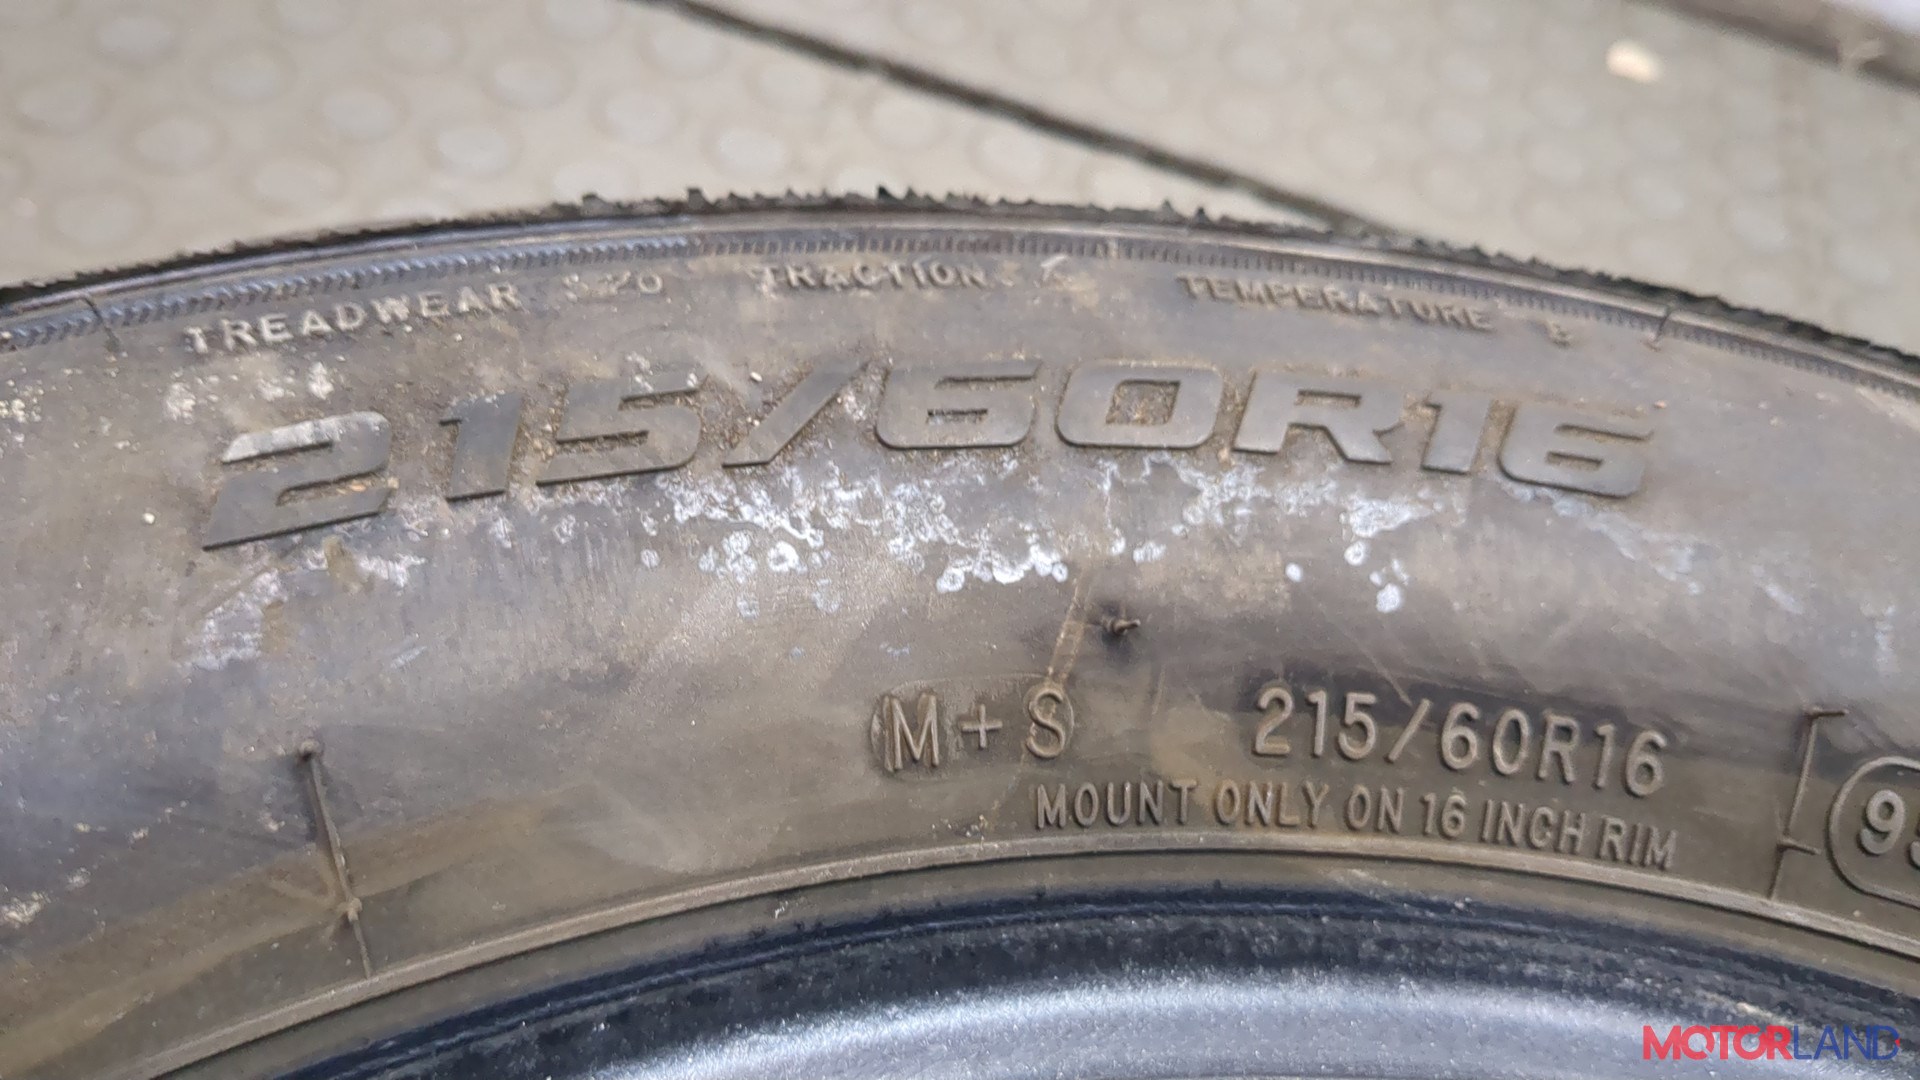 TREADWEAR TRACTION TEMPERATURE
215/60R16
M+S 215/60R16
MOUNT ONLY ON 16 INCH RIM
MOTORLAND